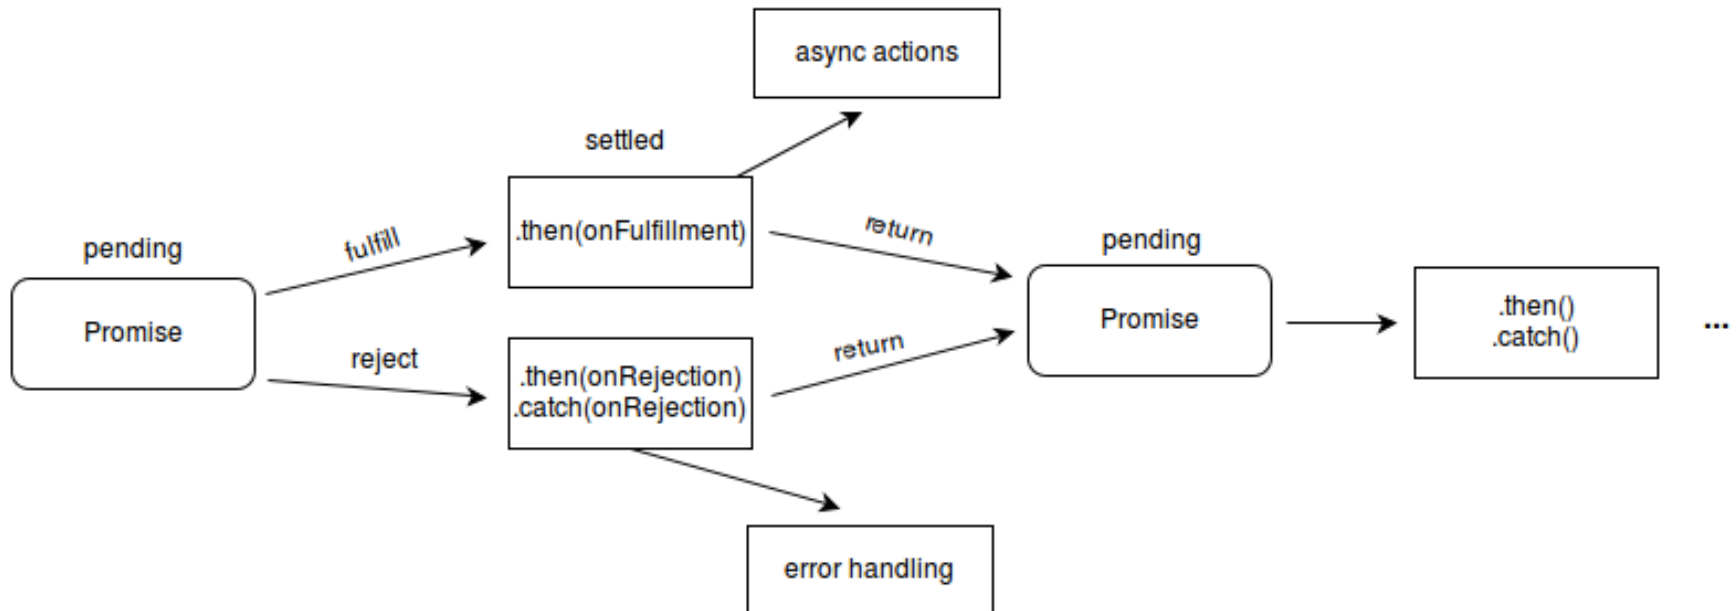 async actions
settled
.then(onFulfillment)
fulfill
return
pending
Promise
pending
Promise
.then()
.catch()
...
reject
.then(onRejection)
.catch(onRejection)
return
error handling